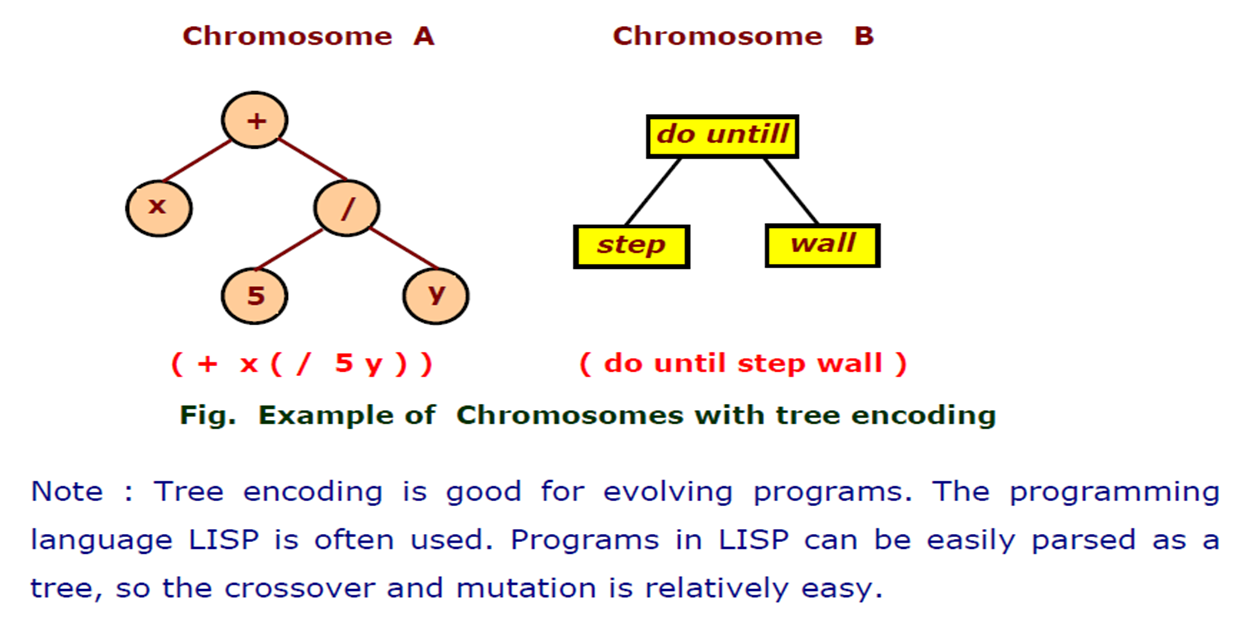 Chromosome A
Chromosome B
+
x
/
5
y
do untill
step
wall
( + x ( / 5 y ) )
( do until step wall )
Fig. Example of Chromosomes with tree encoding
Note : Tree encoding is good for evolving programs. The programming
language LISP is often used. Programs in LISP can be easily parsed as a
tree, so the crossover and mutation is relatively easy.